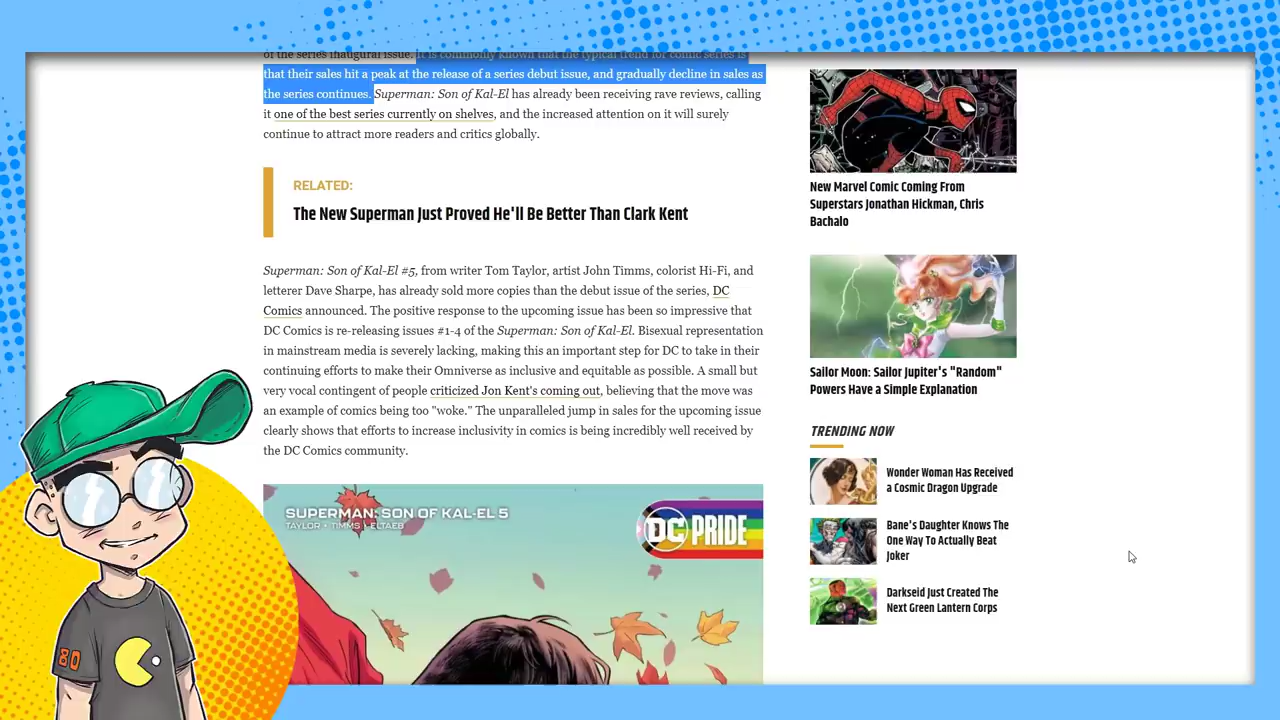 of the series inaugural issue. It is commonly known that the typical trend for comic series is
that their sales hit a peak at the release of a series debut issue, and gradually decline in sales as
the series continues. Superman: Son of Kal-El has already been receiving rave reviews, calling
it one of the best series currently on shelves, and the increased attention on it will surely
continue to attract more readers and critics globally.
RELATED:
The New Superman Just Proved He'll Be Better Than Clark Kent
Superman: Son of Kal-El #5, from writer Tom Taylor, artist John Timms, colorist Hi-Fi, and
letterer Dave Sharpe, has already sold more copies than the debut issue of the series, DC
Comics announced. The positive response to the upcoming issue has been so impressive that
DC Comics is re-releasing issues #1-4 of the Superman: Son of Kal-El. Bisexual representation
in mainstream media is severely lacking, making this an important step for DC to take in their
continuing efforts to make their Omniverse as inclusive and equitable as possible. A small but
very vocal contingent of people criticized Jon Kent's coming out, believing that the move was
an example of comics being too "woke." The unparalleled jump in sales for the upcoming issue
clearly shows that efforts to increase inclusivity in comics is being incredibly well received by
the DC Comics community.
SUPERMAN: SON OF KAL-EL 5
TAYLOR • TIMMS • ELTAEB
DC PRIDE
New Marvel Comic Coming From
Superstars Jonathan Hickman, Chris
Bachalo
Sailor Moon: Sailor Jupiter's "Random"
Powers Have a Simple Explanation
TRENDING NOW
Wonder Woman Has Received
a Cosmic Dragon Upgrade
Bane's Daughter Knows The
One Way To Actually Beat
Joker
Darkseid Just Created The
Next Green Lantern Corps
80